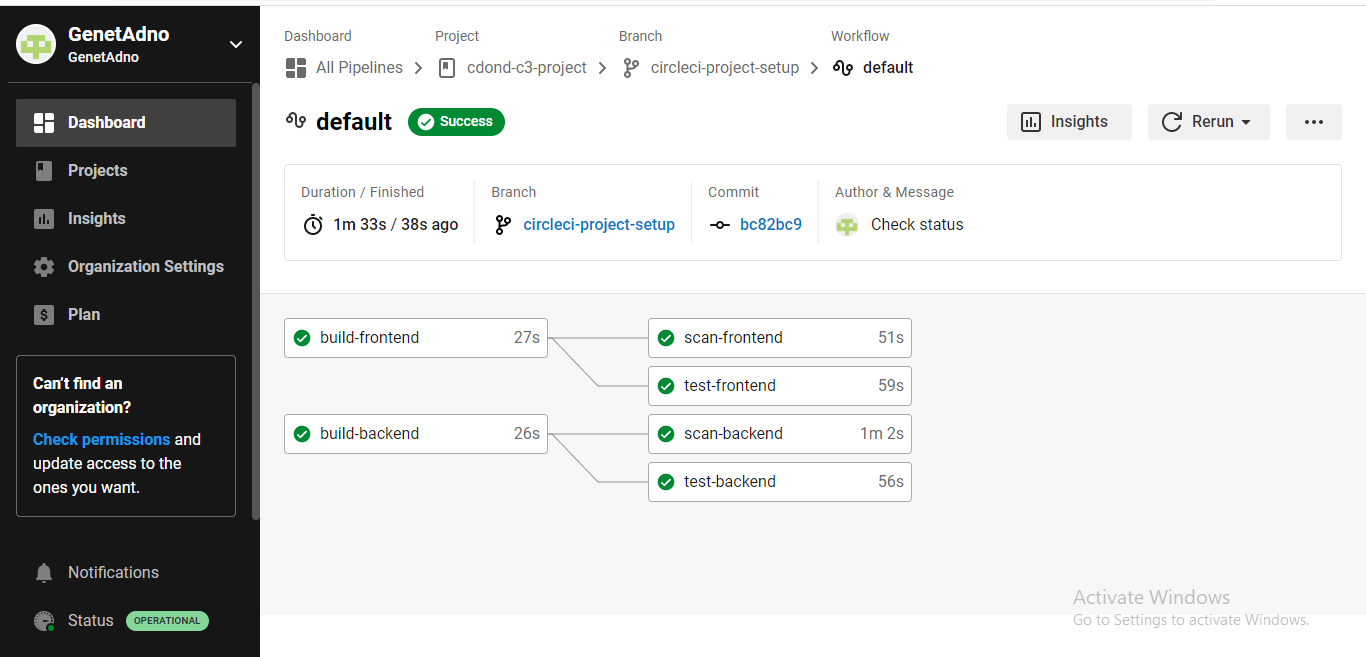 GenetAdno
GenetAdno
Dashboard
Projects
Insights
Organization Settings
Plan
Can't find an
organization?
Check permissions and
update access to the
ones you want.
Notifications
Status OPERATIONAL
Dashboard Project Branch Workflow
All Pipelines cdond-c3-project circleci-project-setup default
default Success Insights Rerun
Duration / Finished Branch Commit Author & Message
1m 33s / 38s ago circleci-project-setup bc82bc9 Check status
build-frontend 27s scan-frontend 51s
test-frontend 59s
build-backend 26s scan-backend 1m 2s
test-backend 56s
Activate Windows
Go to Settings to activate Windows.